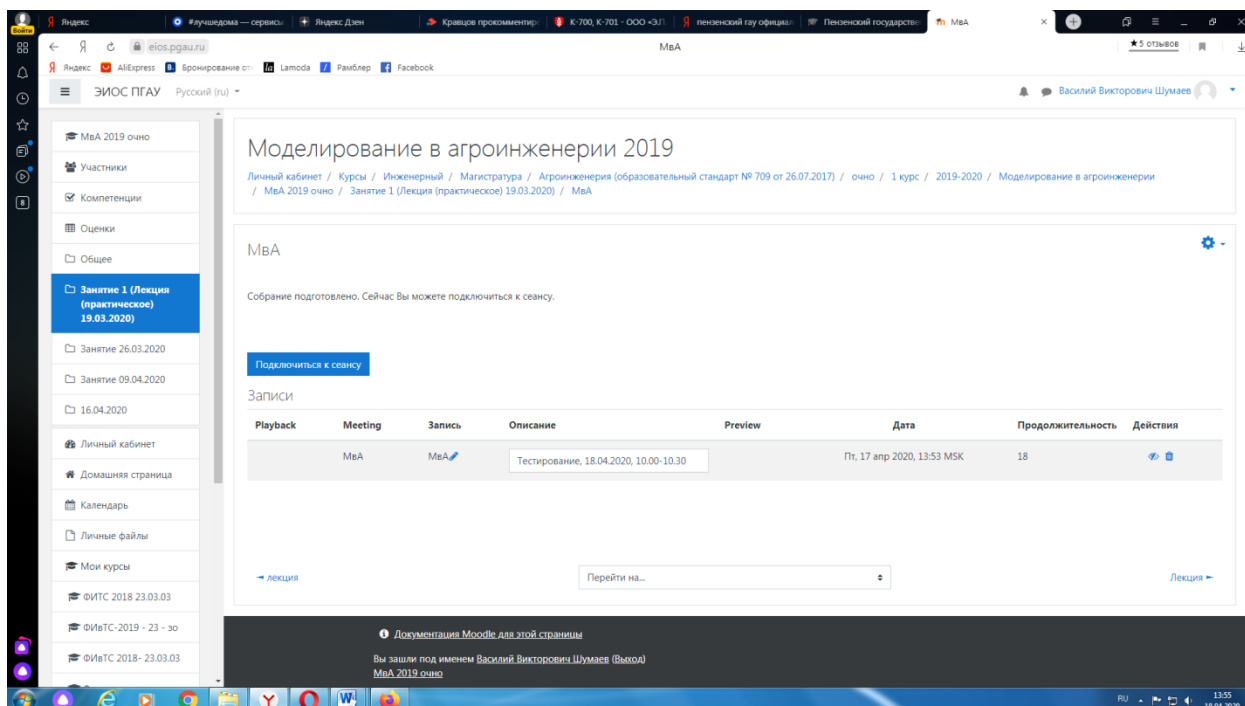 Яндекс
#лучшедома — сервисы
Яндекс Дзен
Кравцов прокомментиро
К-700, К-701 - ООО «Э.Л.
пензенский гау официал
Пензенский государстве
МвА
Войти
eios.pgau.ru
МвА
★5 отзывов
Яндекс
AliExpress
Бронирование от
Lamoda
Рамблер
Facebook
ЭИОС ПГАУ
Русский (ru)
Василий Викторович Шумаев
МвА 2019 очно
Участники
Компетенции
Оценки
Общее
Занятие 1 (Лекция
(практическое)
19.03.2020)
Занятие 26.03.2020
Занятие 09.04.2020
16.04.2020
Личный кабинет
Домашняя страница
Календарь
Личные файлы
Мои курсы
ФИТС 2018 23.03.03
ФИвТС-2019 - 23 - зо
ФИвТС 2018- 23.03.03
Моделирование в агроинженерии 2019
Личный кабинет / Курсы / Инженерный / Магистратура / Агроинженерия (образовательный стандарт № 709 от 26.07.2017) / очно / 1 курс / 2019-2020 / Моделирование в агроинженерии
/ МвА 2019 очно / Занятие 1 (Лекция (практическое) 19.03.2020) / МвА
МвА
Собрание подготовлено. Сейчас Вы можете подключиться к сеансу.
Подключиться к сеансу
Записи
Playback Meeting Запись Описание Preview Дата Продолжительность Действия
МвА МвА Тестирование, 18.04.2020, 10.00-10.30 Пт, 17 апр 2020, 13:53 MSK 18
лекция
Перейти на...
Лекция
Документация Moodle для этой страницы
Вы зашли под именем Василий Викторович Шумаев (Выход)
МвА 2019 очно
RU
13:55
18.04.2020